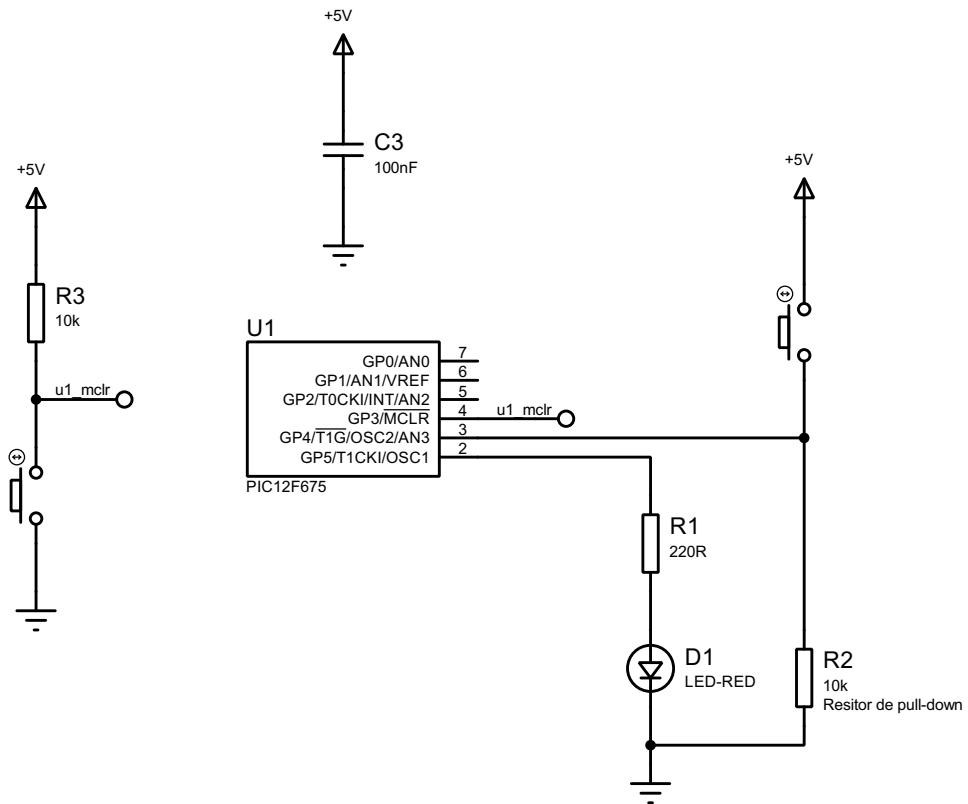 +5V
C3
100nF
+5V
R3
10k
u1_mclr
+5V
U1
GP0/AN0 7
GP1/AN1/VREF 6
GP2/T0CKI/INT/AN2 5
GP3/MCLR 4 u1_mclr
GP4/T1G/OSC2/AN3 3
GP5/T1CKI/OSC1 2
PIC12F675
R1
220R
D1
LED-RED
R2
10k
Resitor de pull-down